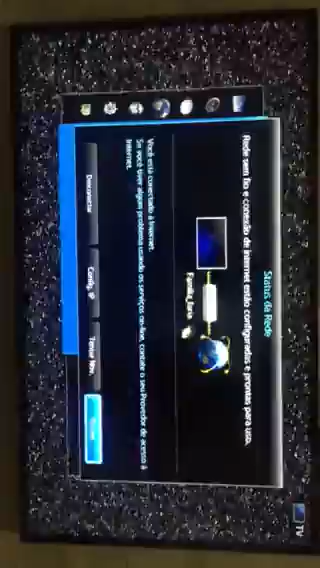 TV
Status da Rede
Rede sem fio e conexão de internet estão configuradas e prontas para uso.
Você está conectado à Internet.
Se você tiver algum problema usando os serviços on-line, contate o seu Provedor de acesso à
Internet.
Desconectar
Config. IP
Tentar Nov.